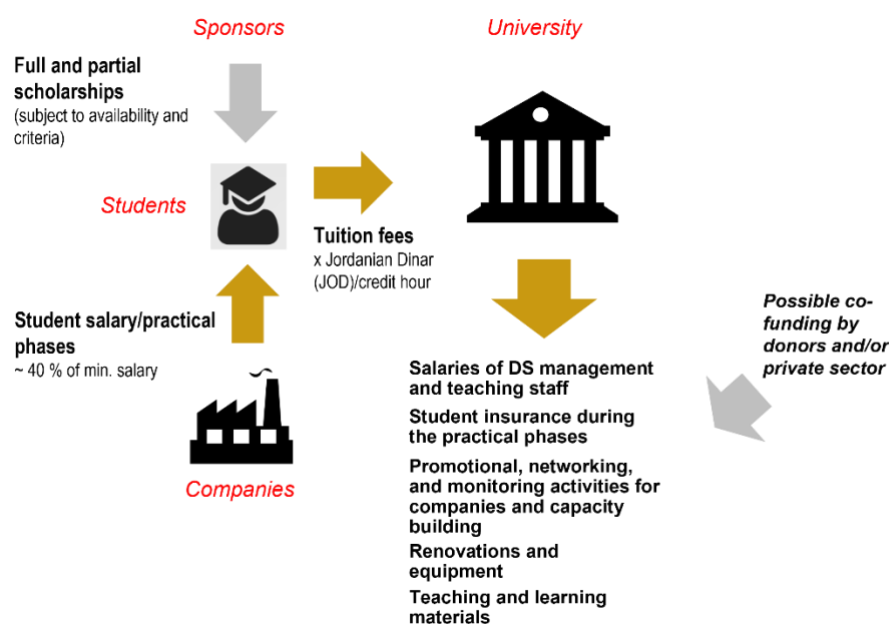 Sponsors
University
Full and partial
scholarships
(subject to availability and
criteria)
Students
Tuition fees
x Jordanian Dinar
(JOD)/credit hour
Student salary/practical
phases
~ 40 % of min. salary
Companies
Possible co-
funding by
donors and/or
private sector
Salaries of DS management
and teaching staff
Student insurance during
the practical phases
Promotional, networking,
and monitoring activities for
companies and capacity
building
Renovations and
equipment
Teaching and learning
materials